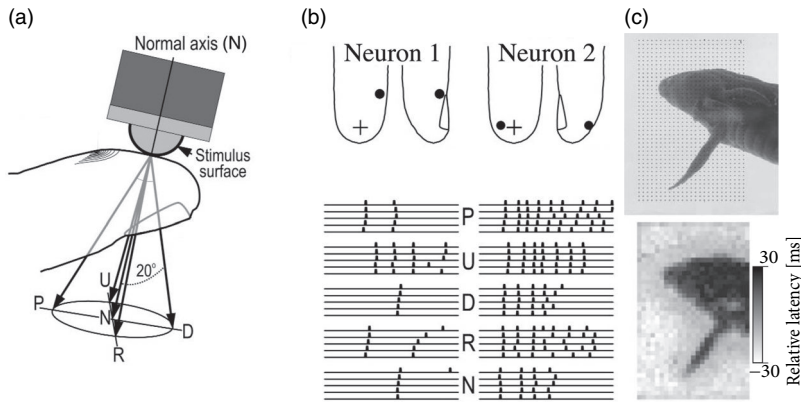 (a)
Normal axis (N)
Stimulus
surface
20°
U
P
N
D
R
(b)
Neuron 1
Neuron 2
P
U
D
R
N
(c)
30
−30
Relative latency [ms]